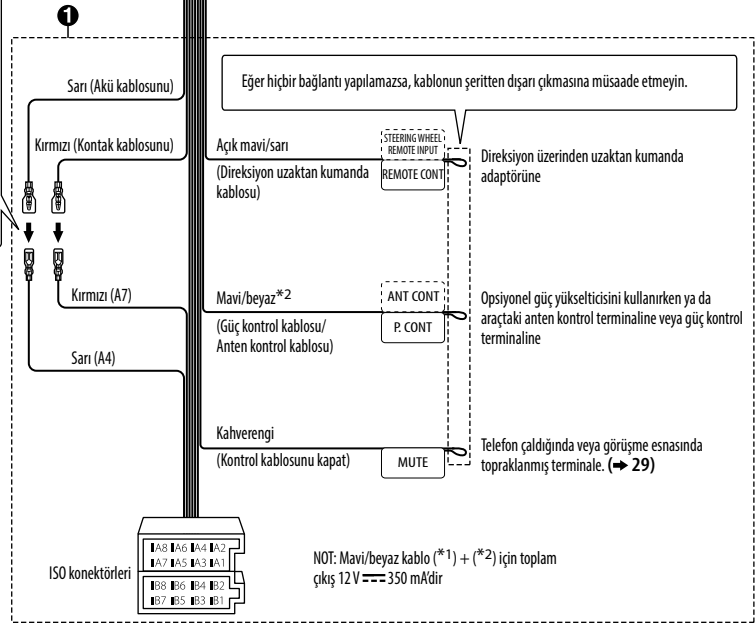 1
Sarı (Akü kablosunu)
Eğer hiçbir bağlantı yapılamazsa, kablonun şeritten dışarı çıkmasına müsaade etmeyin.
Kırmızı (Kontak kablosunu)
Açık mavi/sarı
(Direksiyon uzaktan kumanda
kablosu)
STEERING WHEEL
REMOTE INPUT
REMOTE CONT
Direksiyon üzerinden uzaktan kumanda
adaptörüne
Kırmızı (A7)
Sarı (A4)
Mavi/beyaz*2
(Güç kontrol kablosu/
Anten kontrol kablosu)
ANT CONT
P. CONT
Opsiyonel güç yükselticisini kullanırken ya da
araçtaki anten kontrol terminaline veya güç kontrol
terminaline
Kahverengi
(Kontrol kablosunu kapat)
MUTE
Telefon çaldığında veya görüşme esnasında
topraklanmış terminale. (➜ 29)
ISO konektörleri
A8 A6 A4 A2
A7 A5 A3 A1
B8 B6 B4 B2
B7 B5 B3 B1
NOT: Mavi/beyaz kablo (*1) + (*2) için toplam
çıkış 12 V ⎓ 350 mA'dir